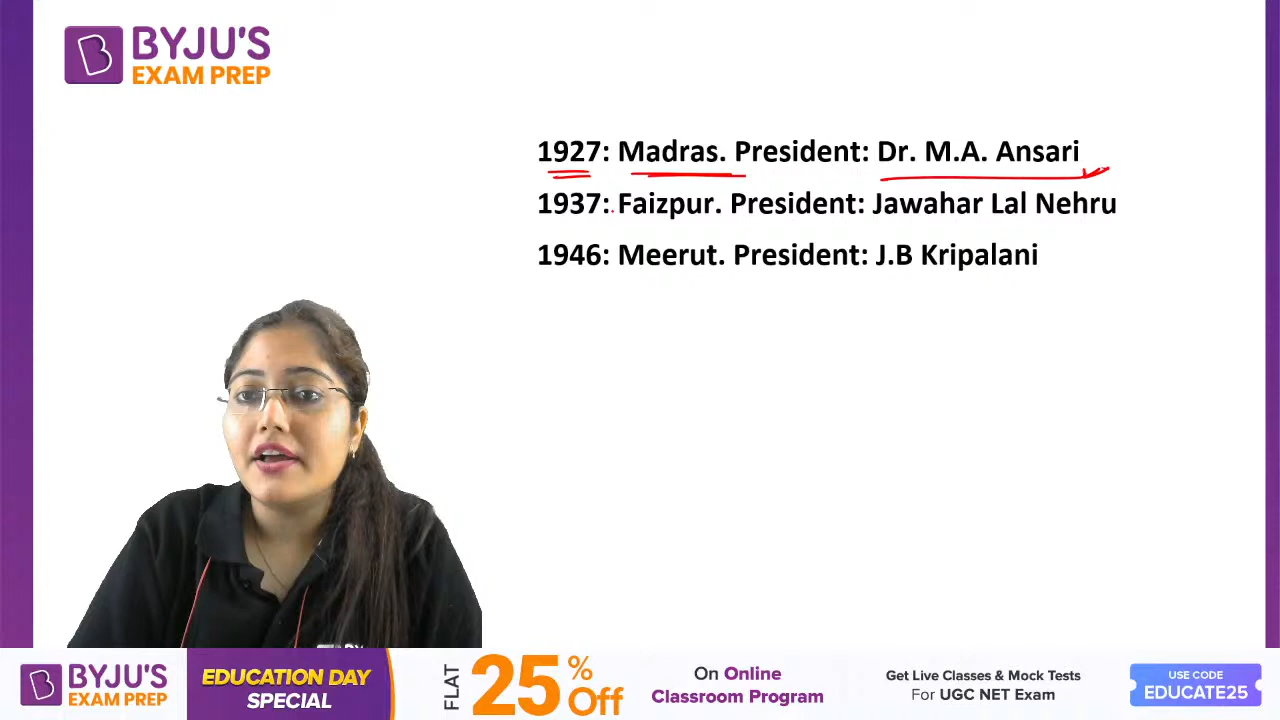 BYJU'S
EXAM PREP
1927: Madras. President: Dr. M.A. Ansari
1937: Faizpur. President: Jawahar Lal Nehru
1946: Meerut. President: J.B Kripalani
BYJU'S
EXAM PREP
EDUCATION DAY
SPECIAL
FLAT
25%
Off
On Online
Classroom Program
Get Live Classes & Mock Tests
For UGC NET Exam
USE CODE
EDUCATE25